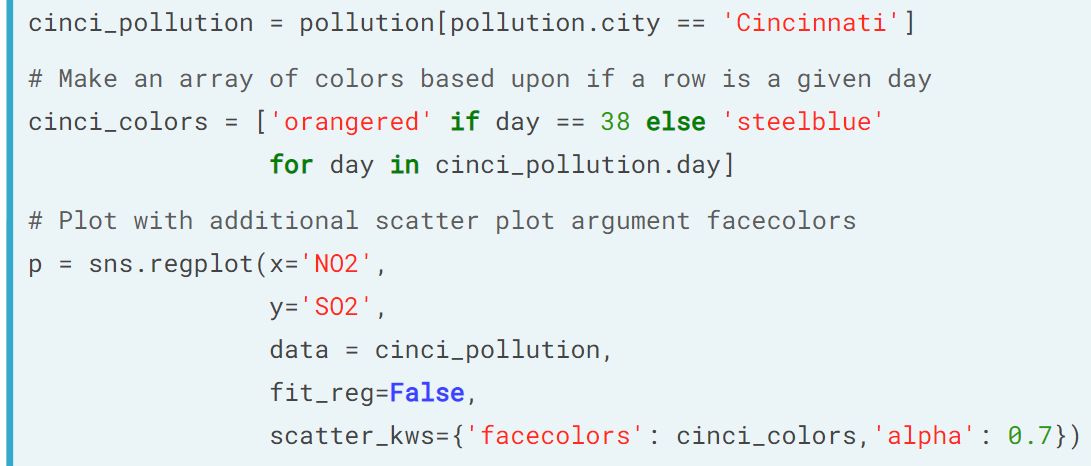 cinci_pollution = pollution[pollution.city == 'Cincinnati']
# Make an array of colors based upon if a row is a given day
cinci_colors = ['orangered' if day == 38 else 'steelblue'
                for day in cinci_pollution.day]
# Plot with additional scatter plot argument facecolors
p = sns.regplot(x='NO2',
                y='SO2',
                data = cinci_pollution,
                fit_reg=False,
                scatter_kws={'facecolors': cinci_colors,'alpha': 0.7})